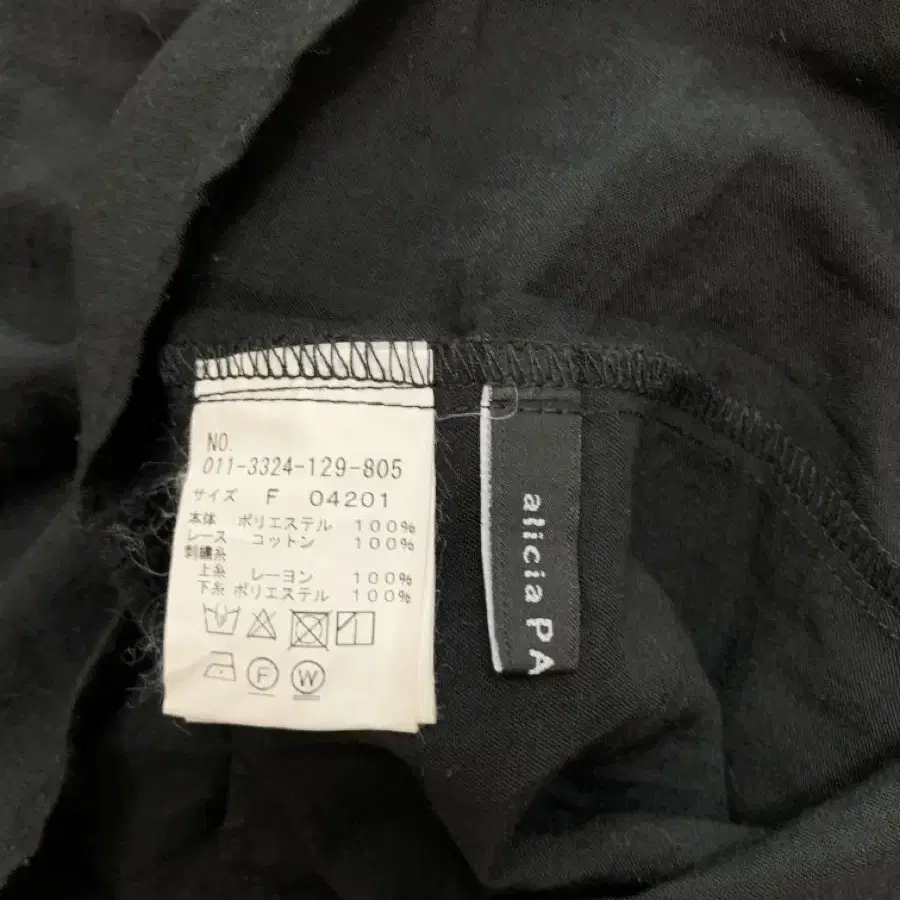 NO.
011-3324-129-805
サイズ F 04201
本体 ポリエステル 100%
レース コットン 100%
刺繍糸
上糸 レーヨン 100%
下糸 ポリエステル 100%
F W
alicia PA